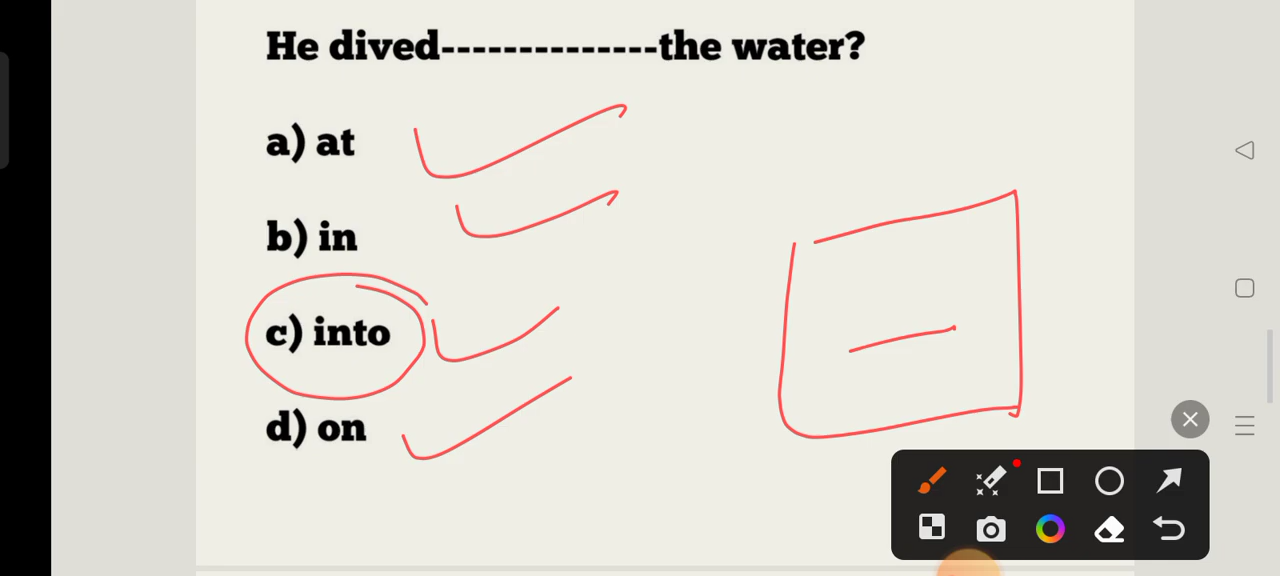 He dived--------------the water?
a) at
b) in
c) into
d) on